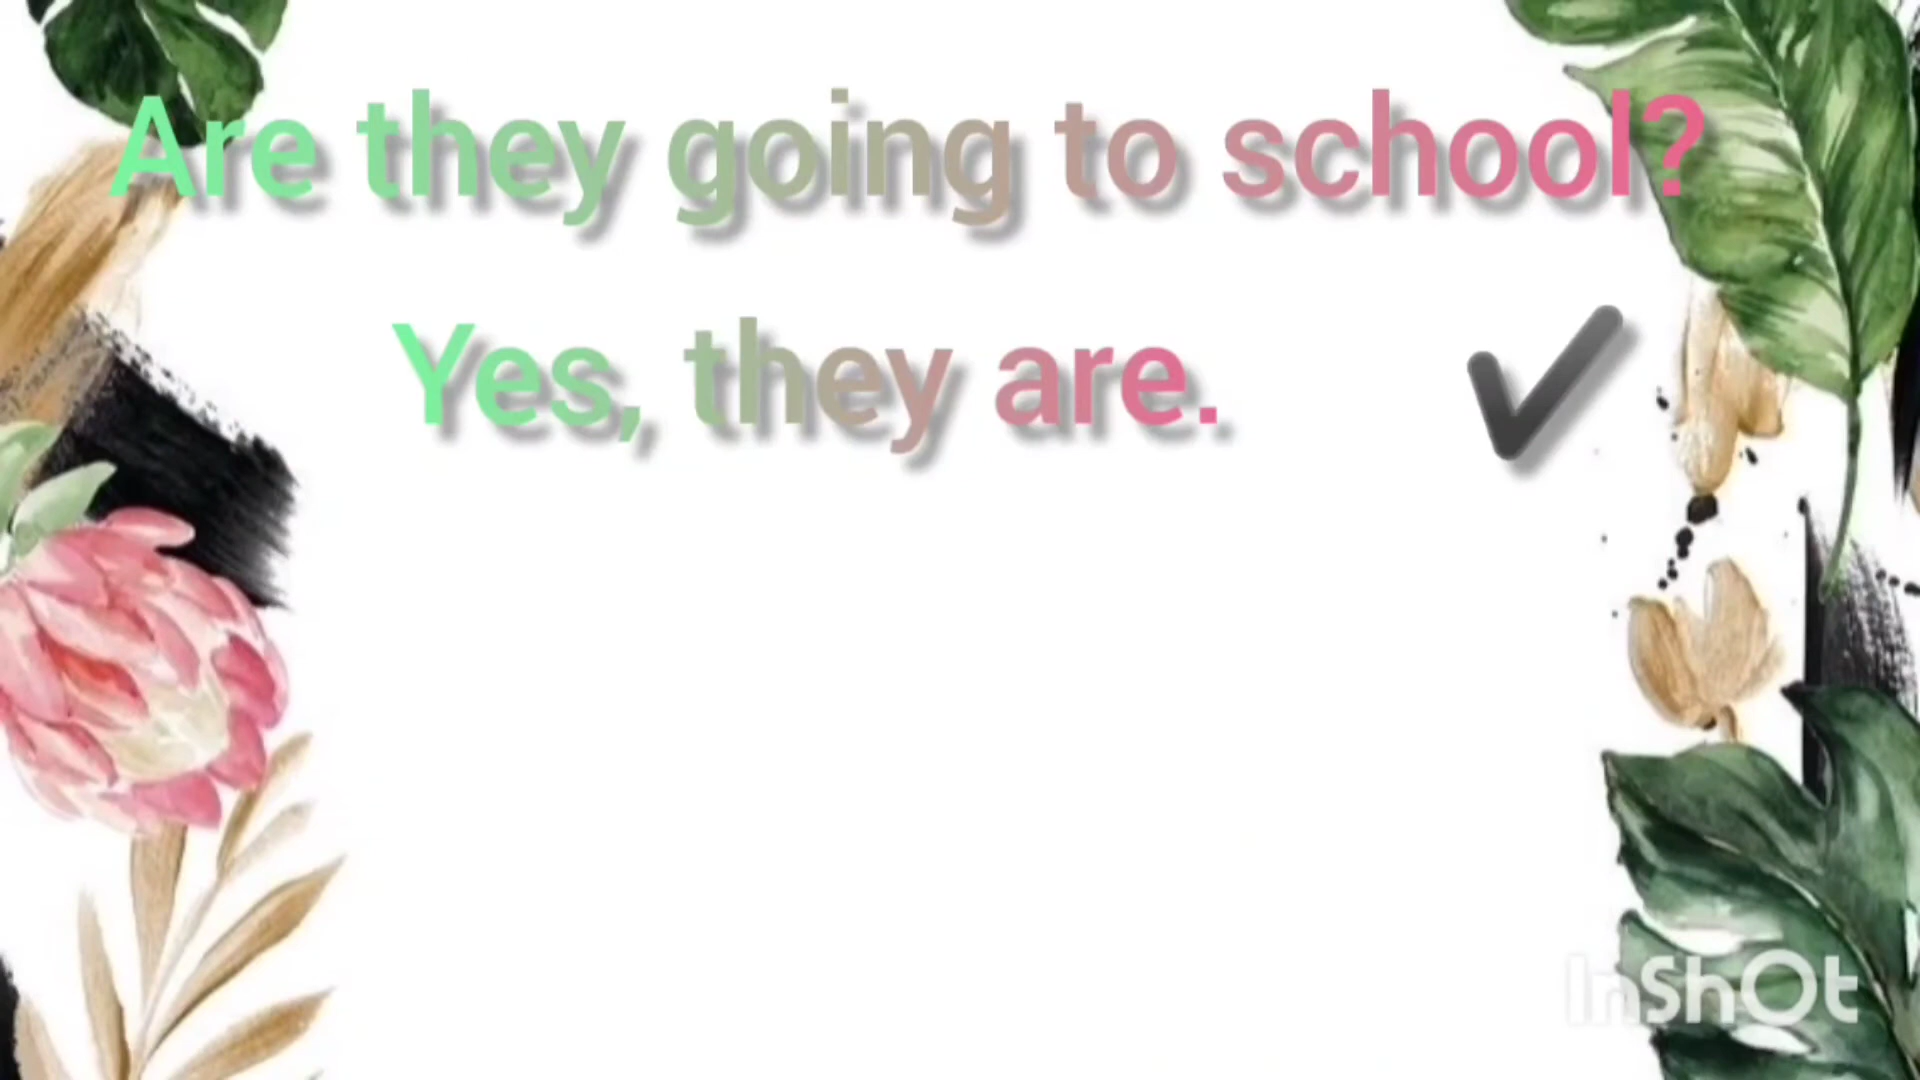 Are they going to school?
Yes, they are. ✔
InShOt